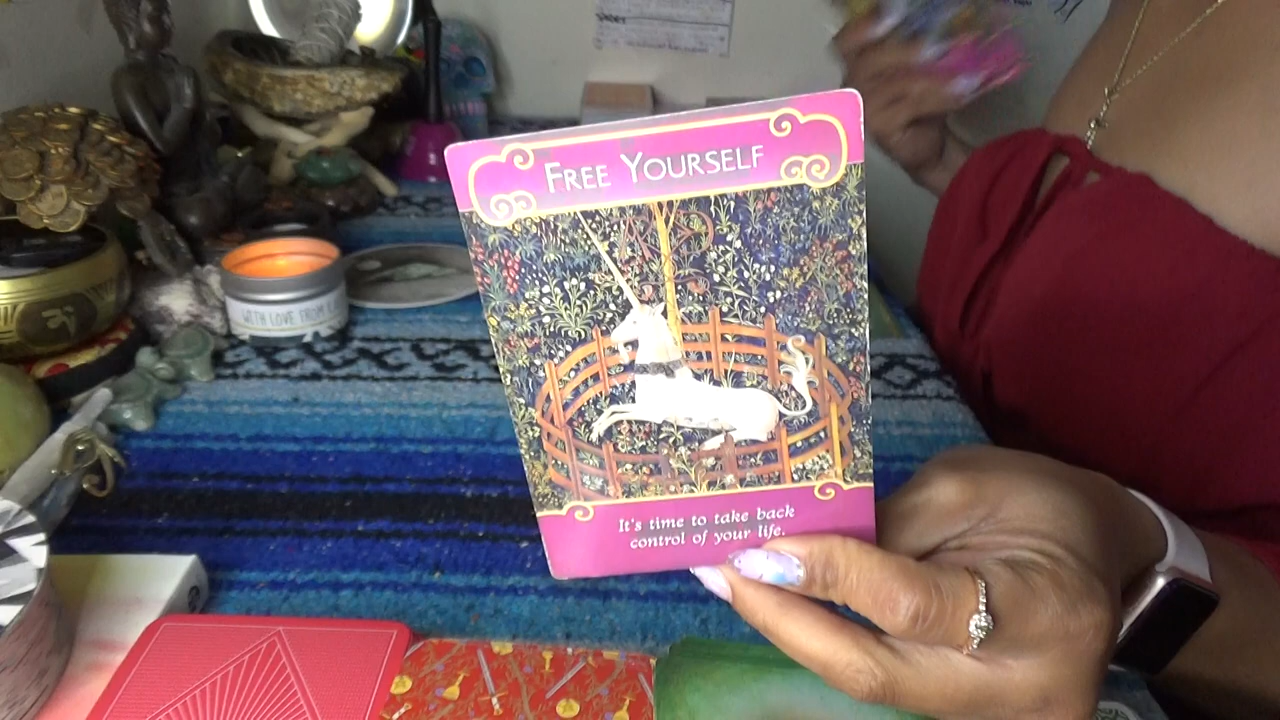 FREE YOURSELF
It's time to take back
control of your life.
WITH LOVE FROM